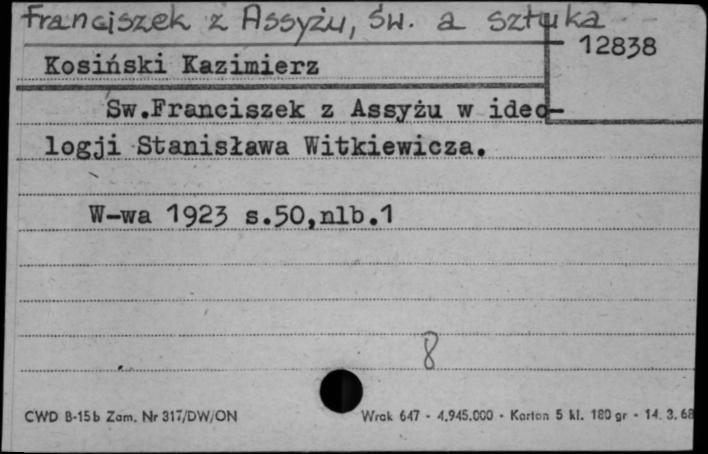 Franciszek z Assyżu, Św. a sztuka
12838
Kosiński Kazimierz
Św.Franciszek z Assyżu w ideo-
logji Stanisława Witkiewicza.
W-wa 1923 s.50,nlb.1
8
CWD B-15b Zam. Nr 317/DW/ON
Wrak 647 - 4.945.000 - Karton 5 kl. 180 gr - 14. 3. 68